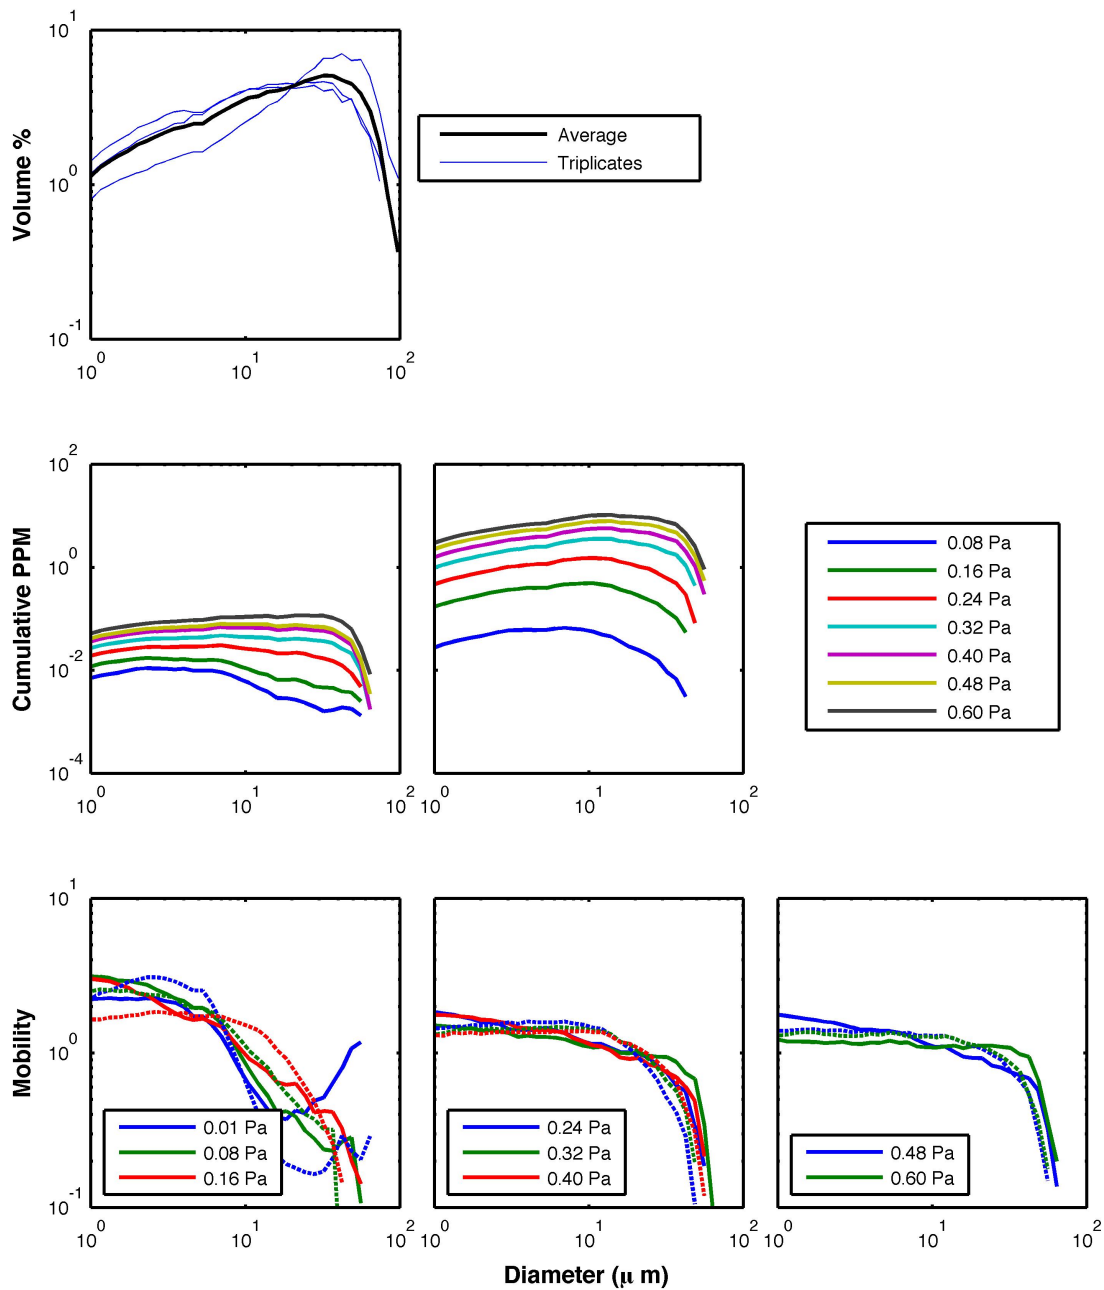 10^1
10^0
10^-1
Volume %
10^0
10^1
10^2
Average
Triplicates
10^2
10^0
10^-2
10^-4
Cumulative PPM
10^0
10^1
10^2
10^0
10^1
10^2
0.08 Pa
0.16 Pa
0.24 Pa
0.32 Pa
0.40 Pa
0.48 Pa
0.60 Pa
10^1
10^0
10^-1
Mobility
0.01 Pa
0.08 Pa
0.16 Pa
0.24 Pa
0.32 Pa
0.40 Pa
0.48 Pa
0.60 Pa
10^0
10^1
10^2
10^0
10^1
10^2
10^0
10^1
10^2
Diameter (μ m)